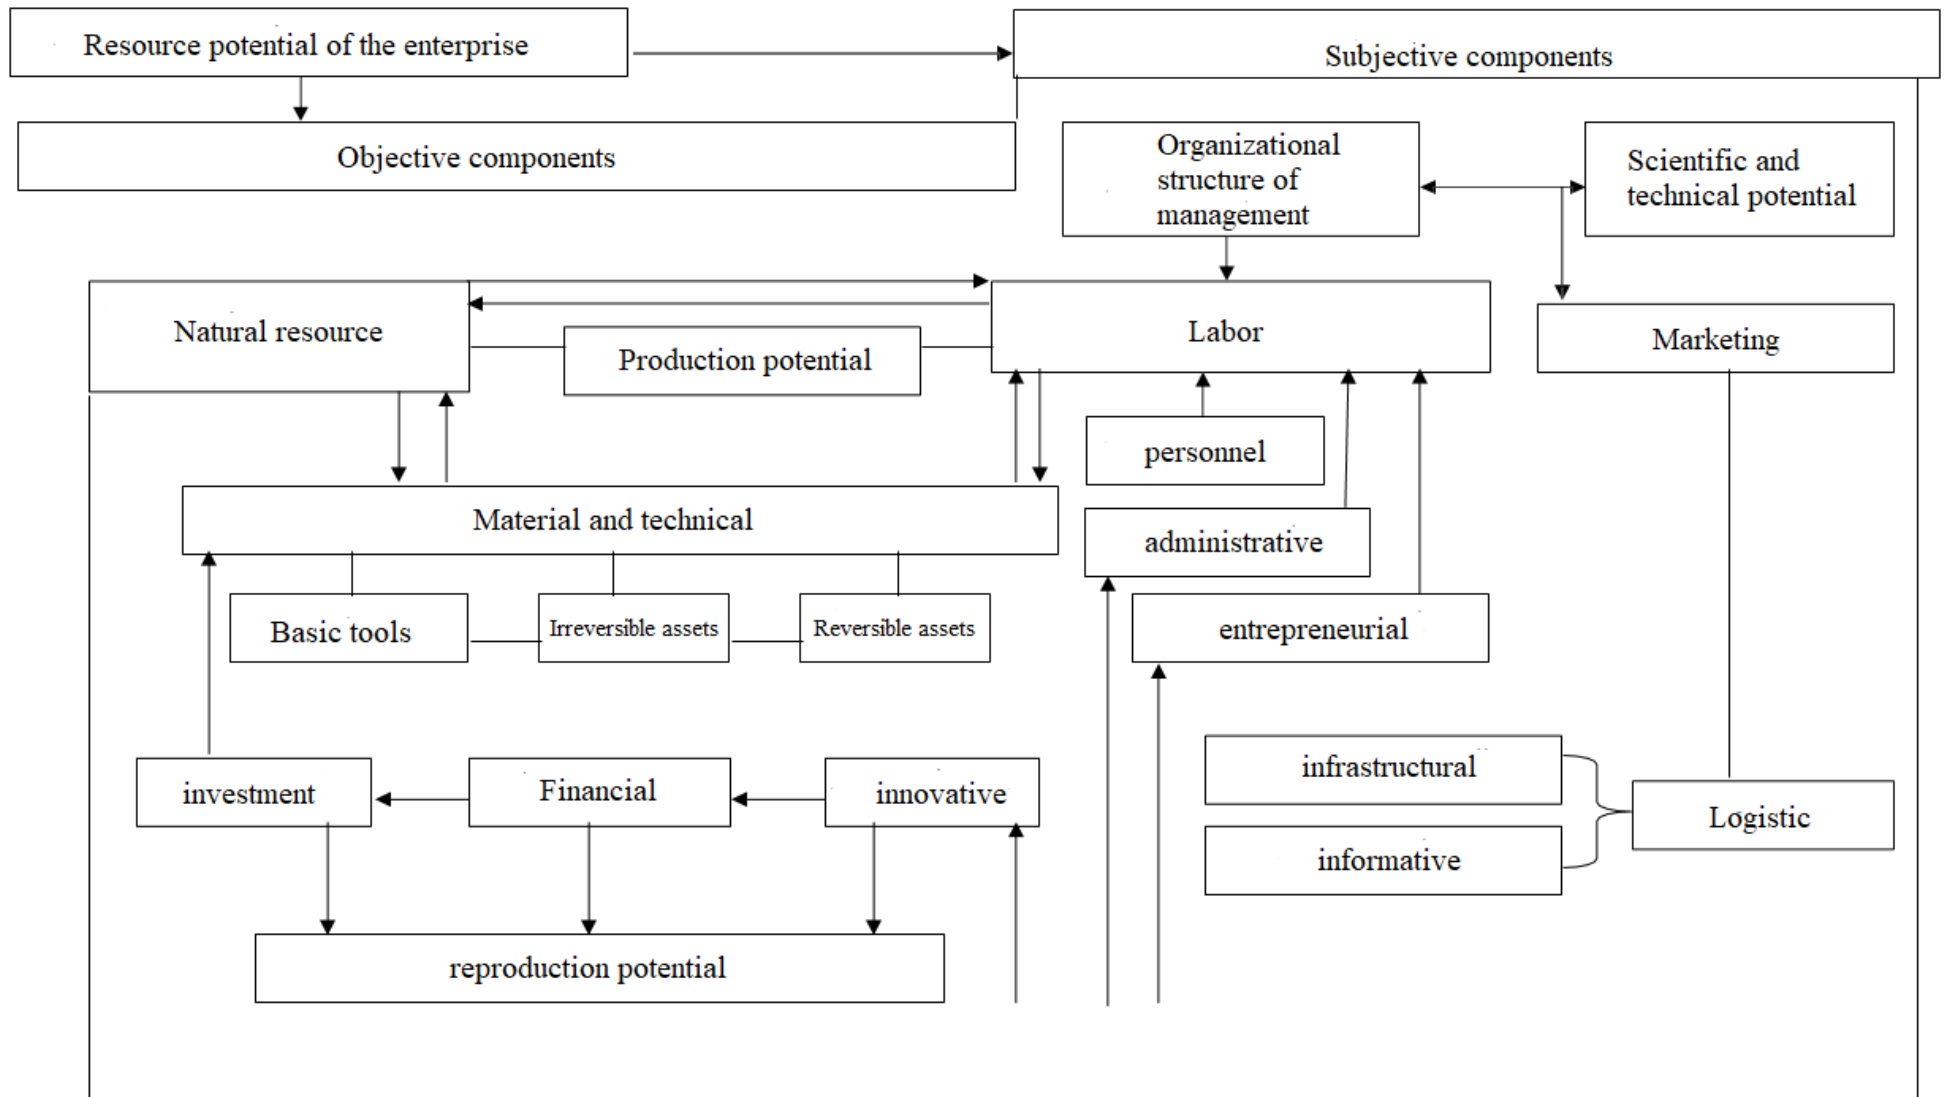 Resource potential of the enterprise
Subjective components
Objective components
Organizational
structure of
management
Scientific and
technical potential
Natural resource
Production potential
Labor
Marketing
personnel
Material and technical
administrative
Basic tools
Irreversible assets
Reversible assets
entrepreneurial
investment
Financial
innovative
infrastructural
Logistic
informative
reproduction potential